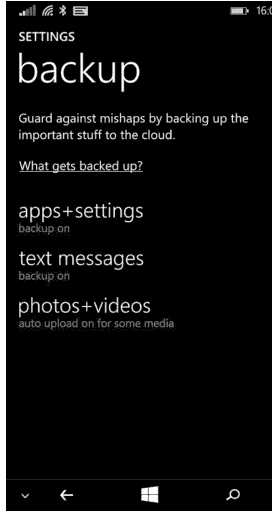 SETTINGS
backup
Guard against mishaps by backing up the
important stuff to the cloud.
What gets backed up?
apps+settings
backup on
text messages
backup on
photos+videos
auto upload on for some media